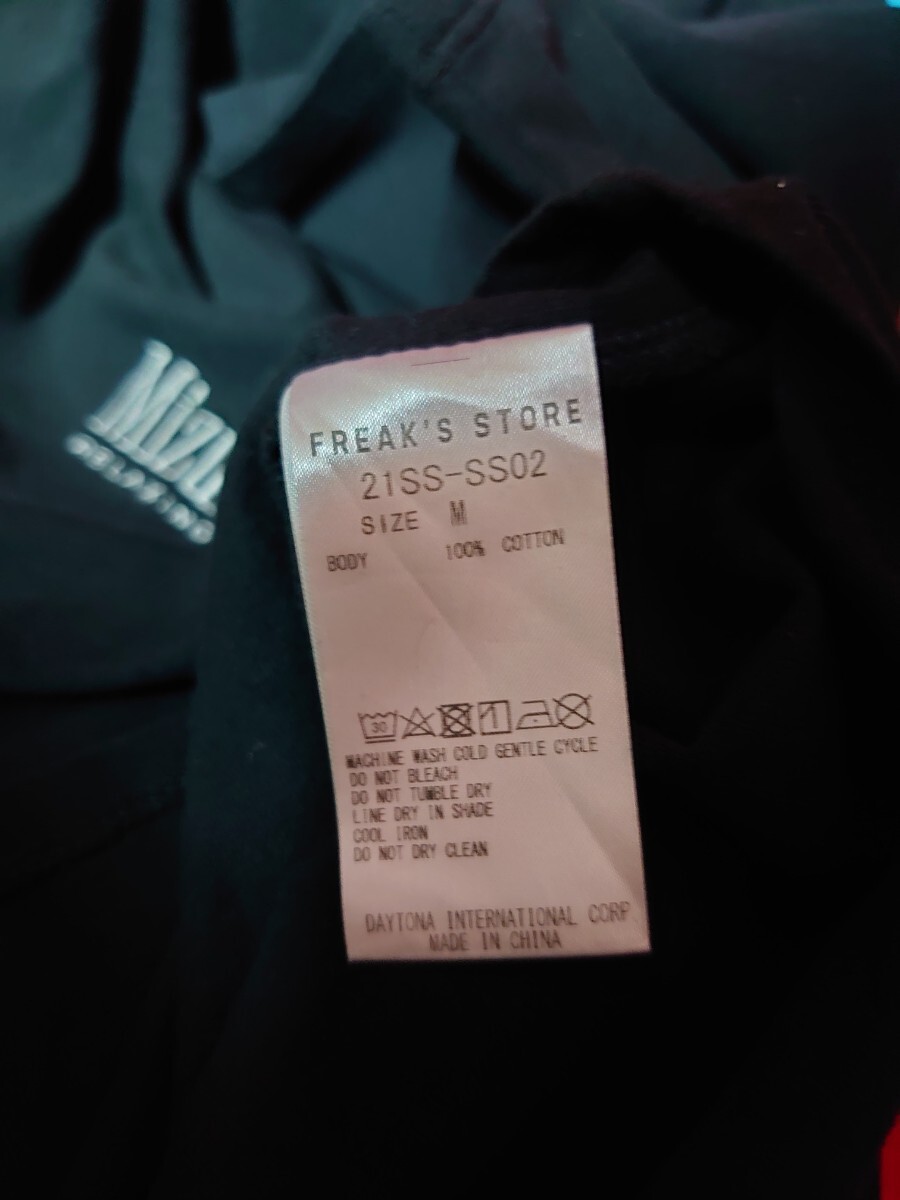 FREAK'S STORE
21SS-SS02
SIZE M
BODY 100% COTTON
30
MACHINE WASH COLD GENTLE CYCLE
DO NOT BLEACH
DO NOT TUMBLE DRY
LINE DRY IN SHADE
COOL IRON
DO NOT DRY CLEAN
DAYTONA INTERNATIONAL CORP.
MADE IN CHINA